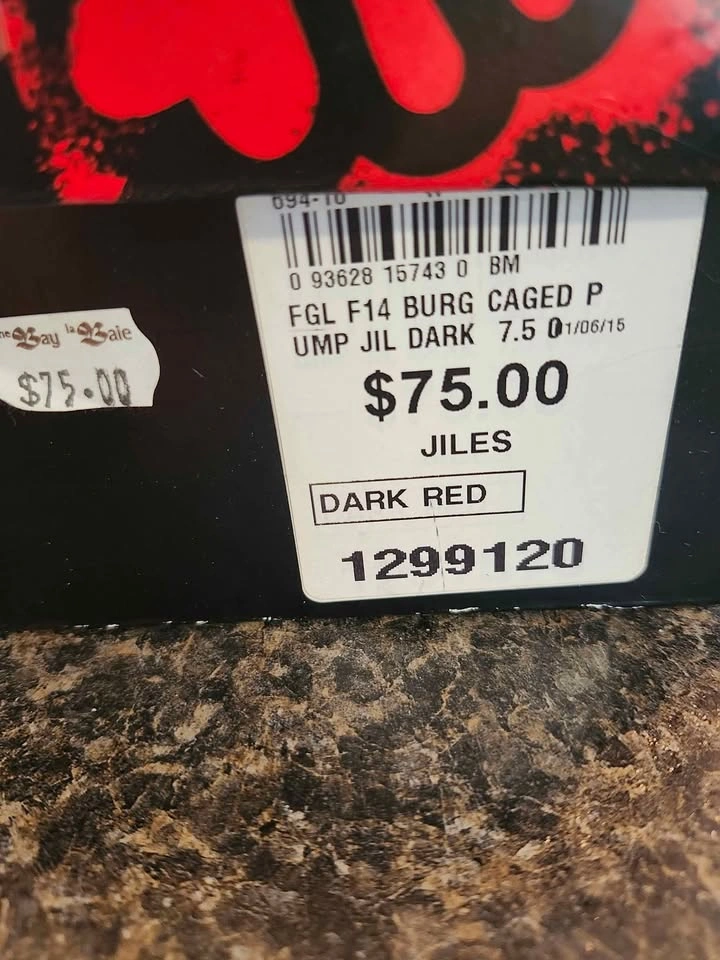 694-10
0 93628 15743 0 BM
FGL F14 BURG CAGED P
UMP JIL DARK 7.5 01/06/15
$75.00
JILES
DARK RED
1299120
the Bay la Baie
$75.00